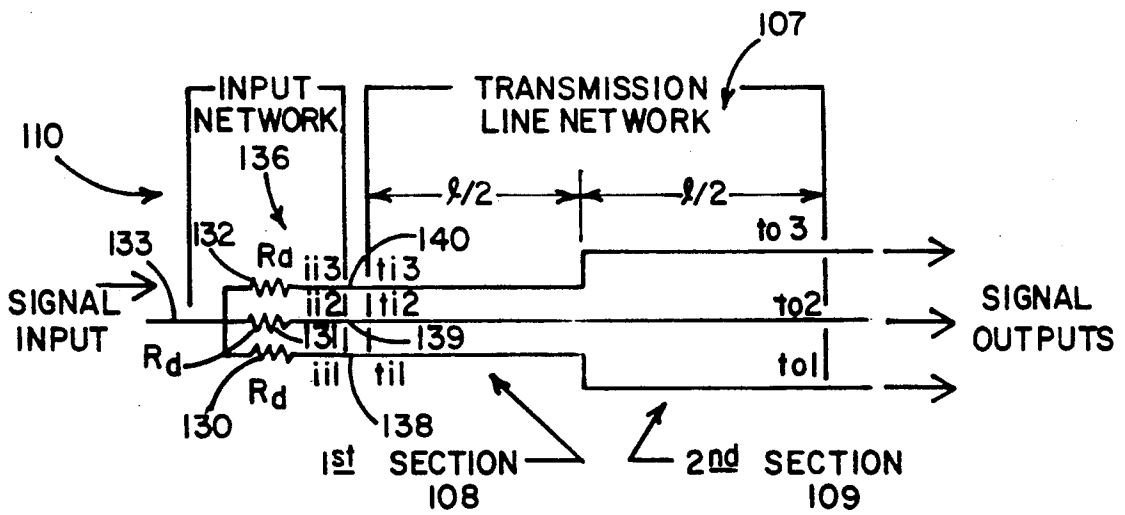 107
INPUT NETWORK
TRANSMISSION LINE NETWORK
110
136
ℓ/2
ℓ/2
132
Rd
140
to3
133
ii3
ti3
SIGNAL INPUT
ii2
ti2
to2
SIGNAL OUTPUTS
Rd
131
139
ii1
ti1
to1
130
Rd
138
1st SECTION 108
2nd SECTION 109